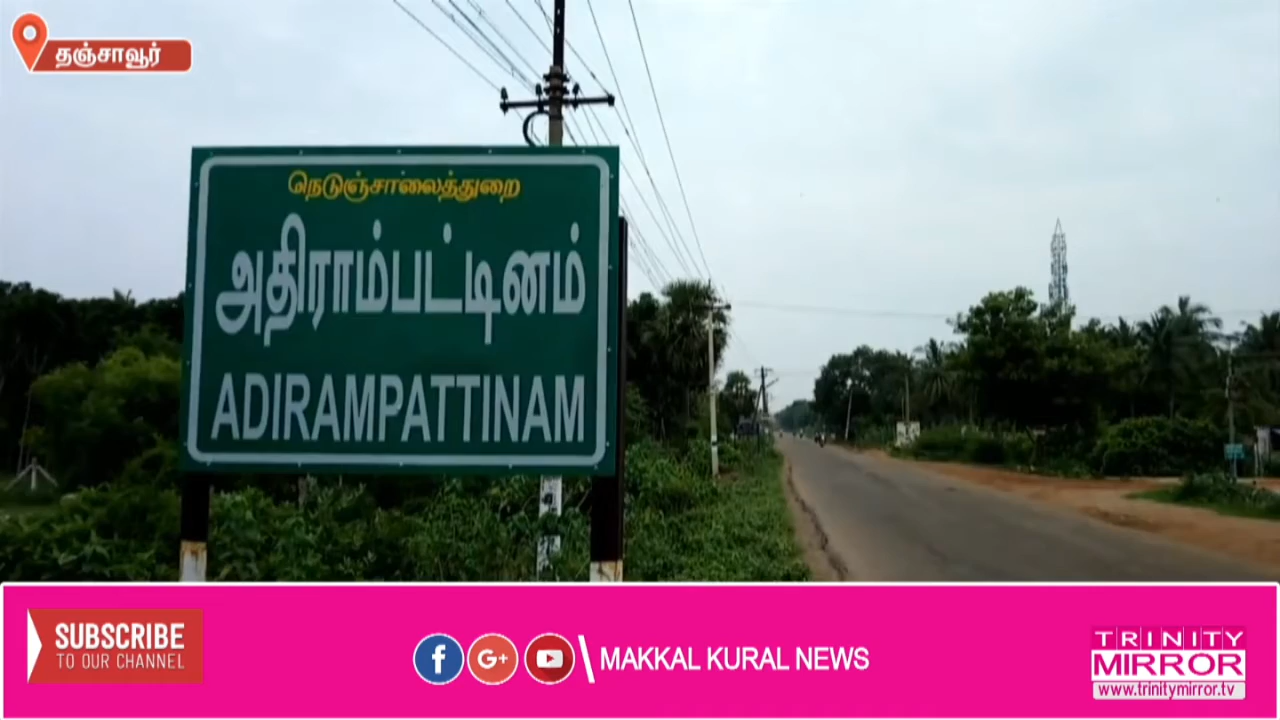 தஞ்சாவூர்
நெடுஞ்சாலைத்துறை
அதிராம்பட்டினம்
ADIRAMPATTINAM
SUBSCRIBE
TO OUR CHANNEL
f G+ MAKKAL KURAL NEWS
TRINITY
MIRROR
www.trinitymirror.tv